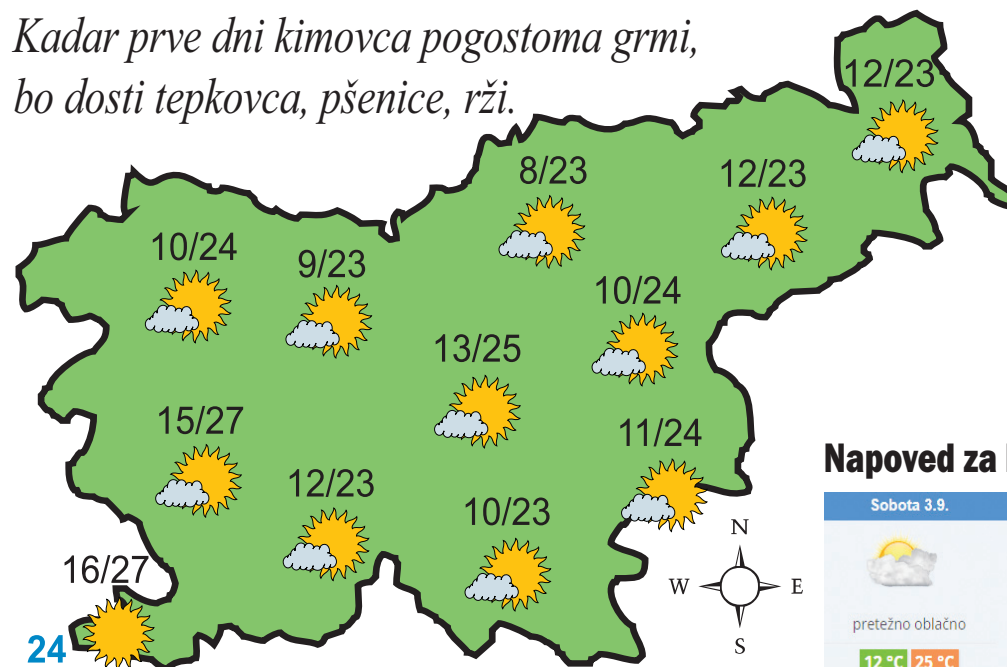 Kadar prve dni kimovca pogostoma grmi,
bo dosti tepkovca, pšenice, rži.
12/23
8/23
12/23
10/24
9/23
10/24
13/25
15/27
11/24
12/23
10/23
16/27
24
N
W
E
S
Napoved za
Sobota 3.9.
pretežno oblačno
12 °C 25 °C